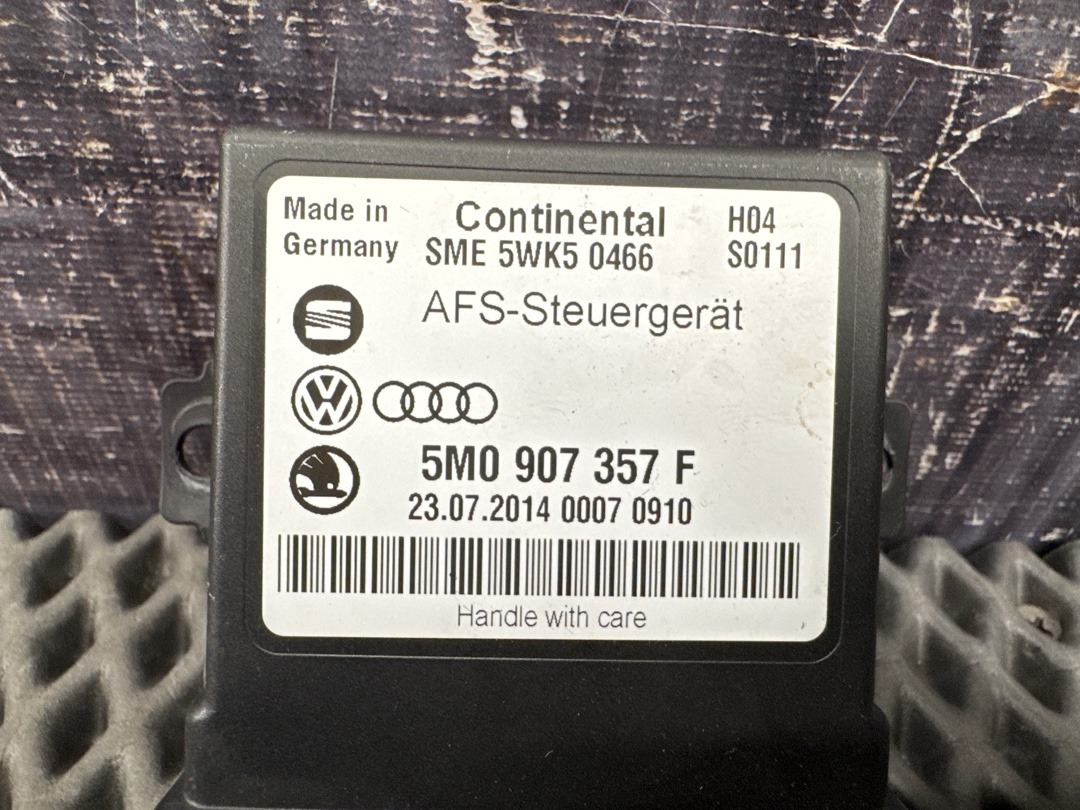 Made in
Germany
Continental
SME 5WK5 0466
H04
S0111
AFS-Steuergerät
5M0 907 357 F
23.07.2014 0007 0910
Handle with care